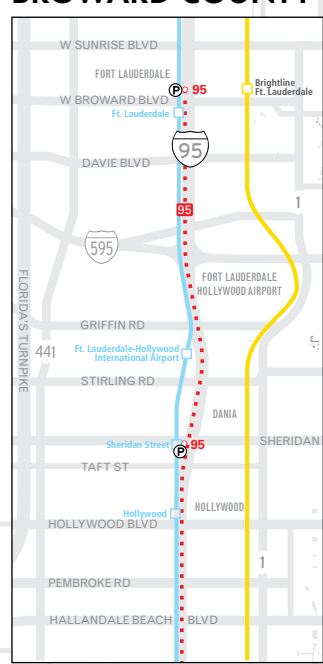 BROWARD COUNTY
W SUNRISE BLVD
FORT LAUDERDALE
P
95
Brightline
Ft. Lauderdale
W BROWARD BLVD
Ft. Lauderdale
95
DAVIE BLVD
1
95
595
FORT LAUDERDALE
HOLLYWOOD AIRPORT
FLORIDA'S TURNPIKE
GRIFFIN RD
441
Ft. Lauderdale-Hollywood
International Airport
STIRLING RD
DANIA
Sheridan Street
95
SHERIDAN
P
TAFT ST
Hollywood
HOLLYWOOD
HOLLYWOOD BLVD
1
PEMBROKE RD
HALLANDALE BEACH BLVD